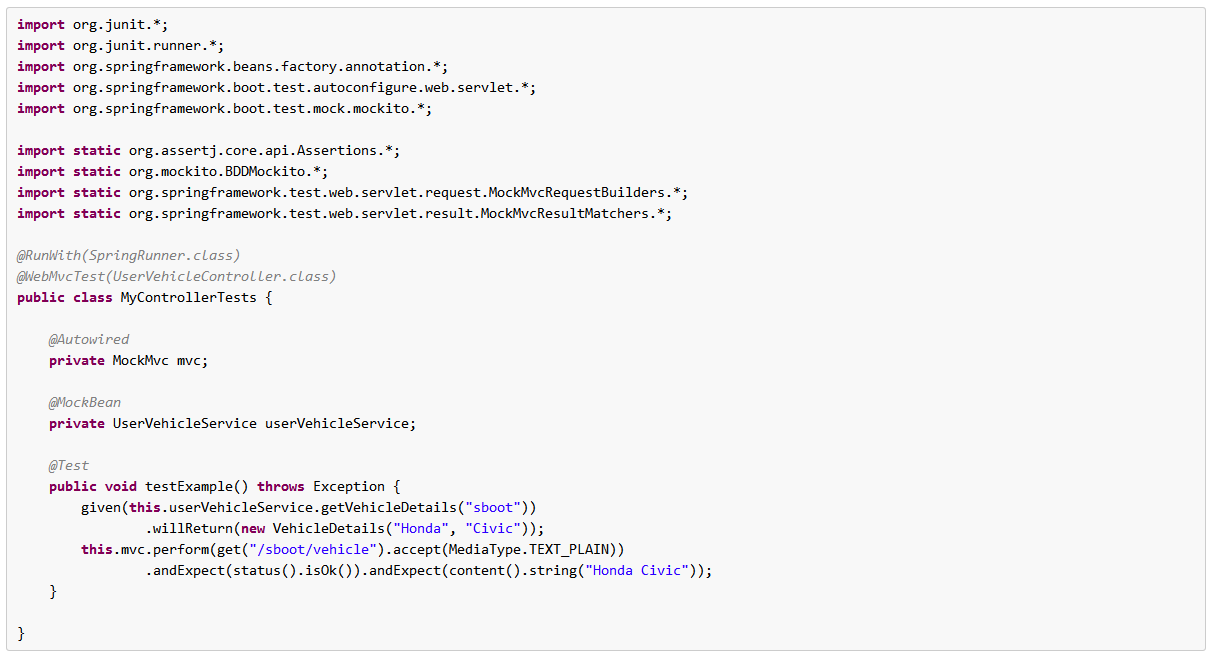 import org.junit.*;
import org.junit.runner.*;
import org.springframework.beans.factory.annotation.*;
import org.springframework.boot.test.autoconfigure.web.servlet.*;
import org.springframework.boot.test.mock.mockito.*;

import static org.assertj.core.api.Assertions.*;
import static org.mockito.BDDMockito.*;
import static org.springframework.test.web.servlet.request.MockMvcRequestBuilders.*;
import static org.springframework.test.web.servlet.result.MockMvcResultMatchers.*;

@RunWith(SpringRunner.class)
@WebMvcTest(UserVehicleController.class)
public class MyControllerTests {

    @Autowired
    private MockMvc mvc;

    @MockBean
    private UserVehicleService userVehicleService;

    @Test
    public void testExample() throws Exception {
        given(this.userVehicleService.getVehicleDetails("sboot"))
                .willReturn(new VehicleDetails("Honda", "Civic"));
        this.mvc.perform(get("/sboot/vehicle").accept(MediaType.TEXT_PLAIN))
                .andExpect(status().isOk()).andExpect(content().string("Honda Civic"));
    }

}